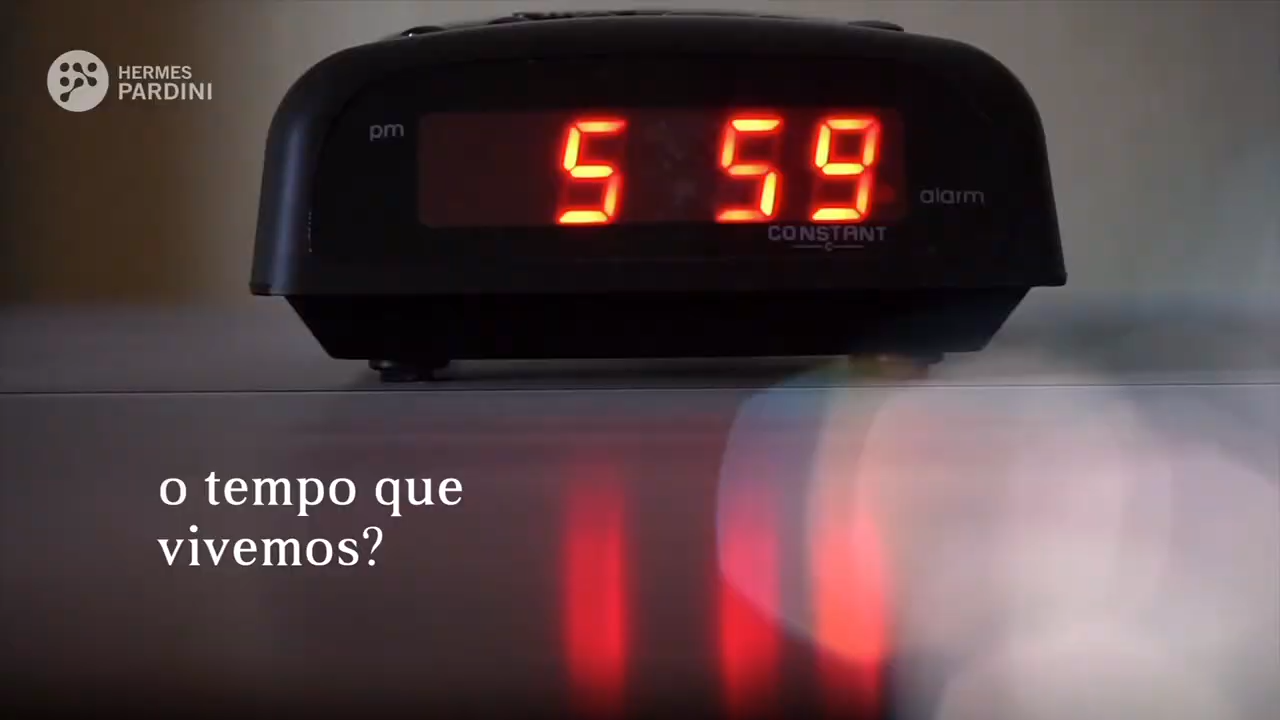 HERMES
PARDINI
pm
5 59
alarm
CONSTANT
C
o tempo que
vivemos?